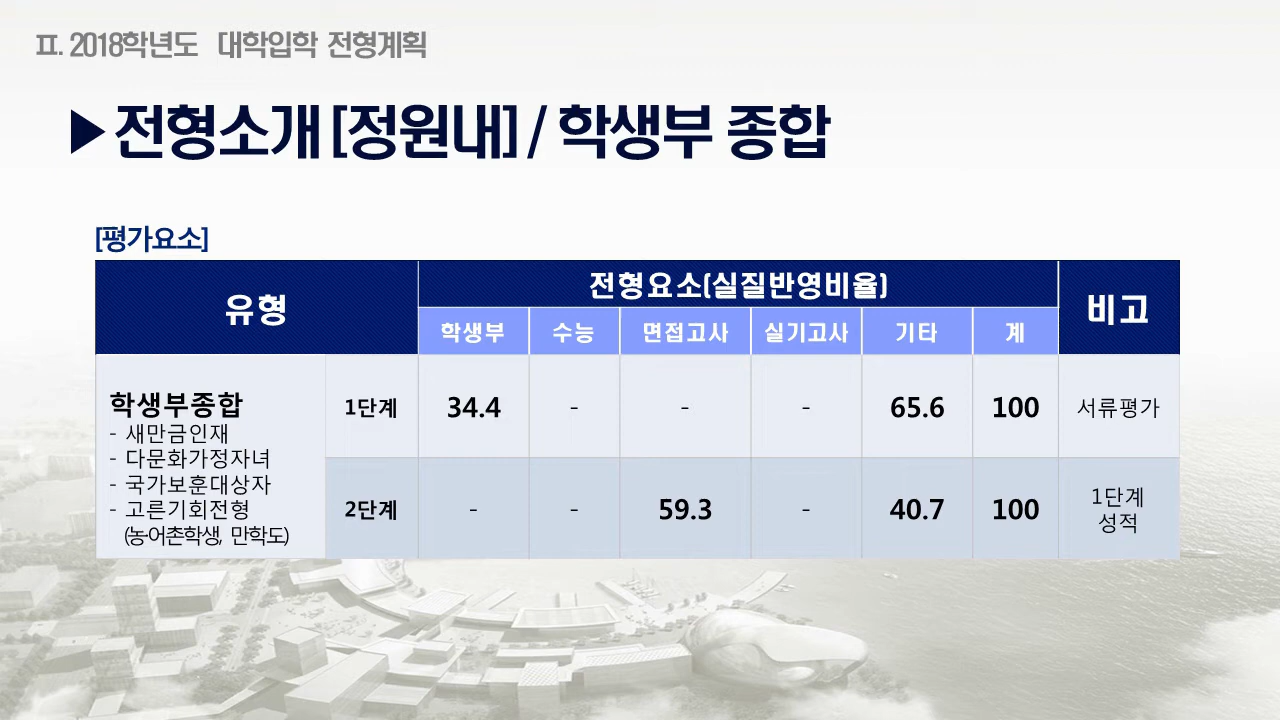 Ⅱ. 2018학년도 대학입학 전형계획
▶전형소개 [정원내] / 학생부 종합
[평가요소]
유형
전형요소(실질반영비율)
비고
학생부 수능 면접고사 실기고사 기타 계
학생부종합
- 새만금인재
- 다문화가정자녀
- 국가보훈대상자
- 고른기회전형
(농어촌학생, 만학도)
1단계 34.4 - - - 65.6 100 서류평가
2단계 - - 59.3 - 40.7 100 1단계
성적